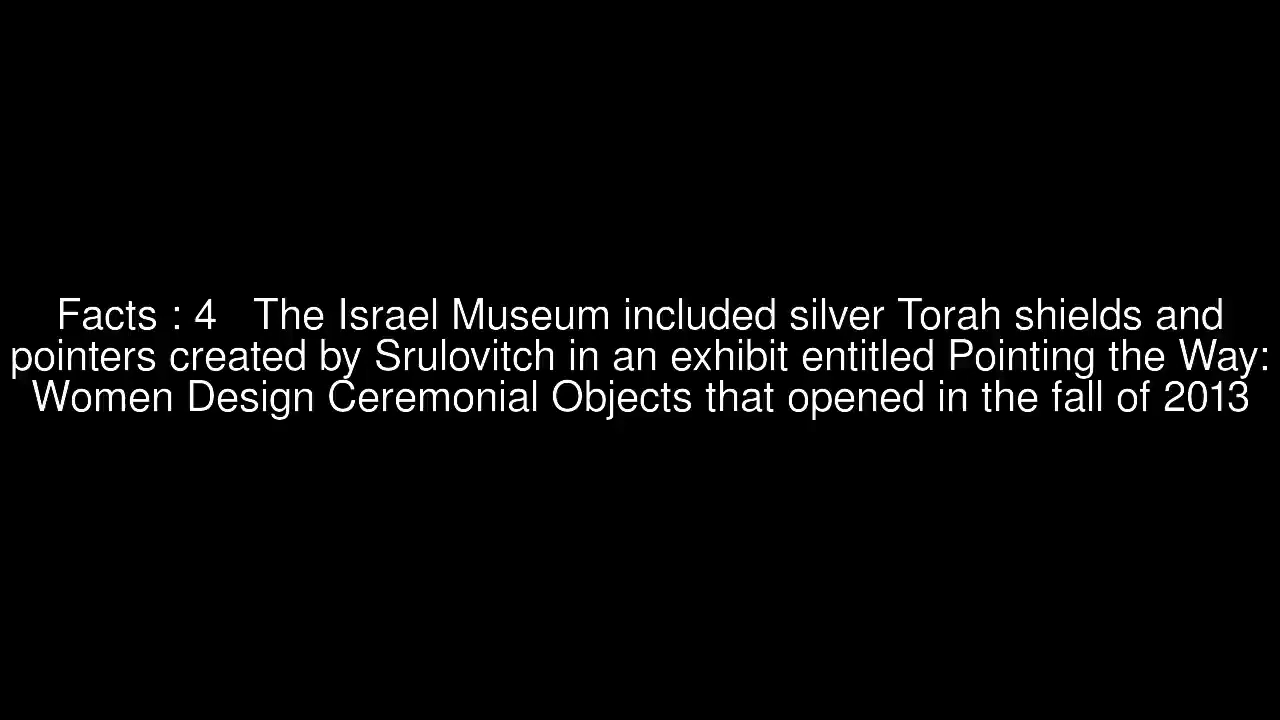 Facts : 4   The Israel Museum included silver Torah shields and
pointers created by Srulovitch in an exhibit entitled Pointing the Way:
Women Design Ceremonial Objects that opened in the fall of 2013